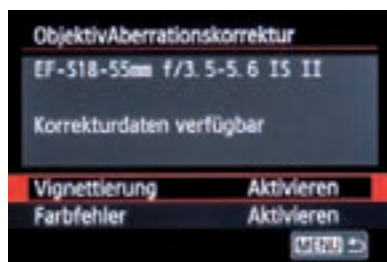 ObjektivAberrationskorrektur
EF-S18-55mm f/3.5-5.6 IS II
Korrekturdaten verfügbar
Vignettierung Aktivieren
Farbfehler Aktivieren
MENU